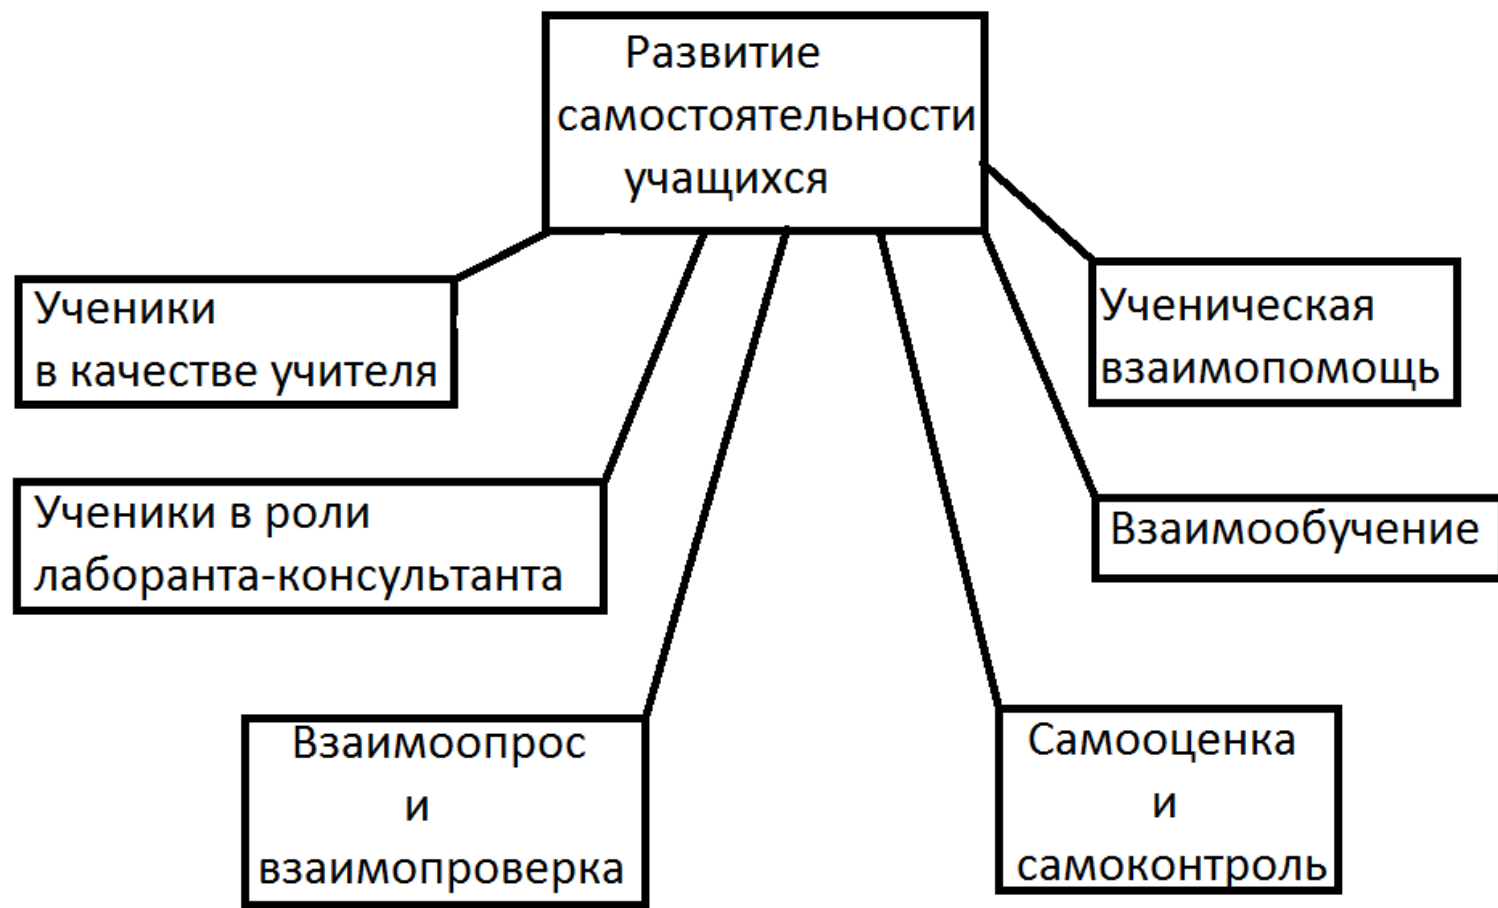 Развитие
самостоятельности
учащихся
Ученики
в качестве учителя
Ученическая
взаимопомощь
Ученики в роли
лаборанта-консультанта
Взаимообучение
Взаимоопрос
и
взаимопроверка
Самооценка
и
самоконтроль